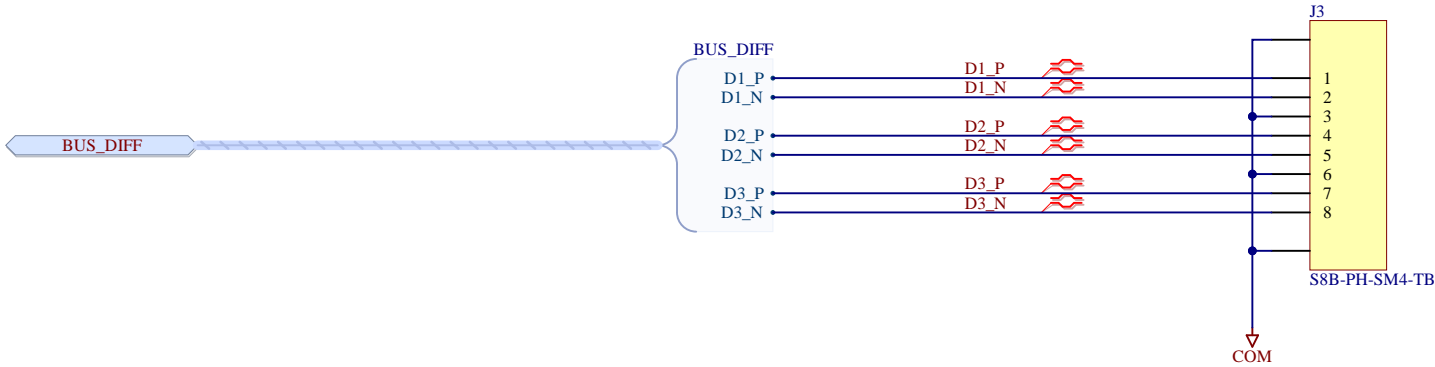 J3
BUS_DIFF
D1_P
D1_P
1
D1_N
D1_N
2
3
D2_P
D2_P
4
BUS_DIFF
D2_N
D2_N
5
6
D3_P
D3_P
7
D3_N
D3_N
8
S8B-PH-SM4-TB
COM